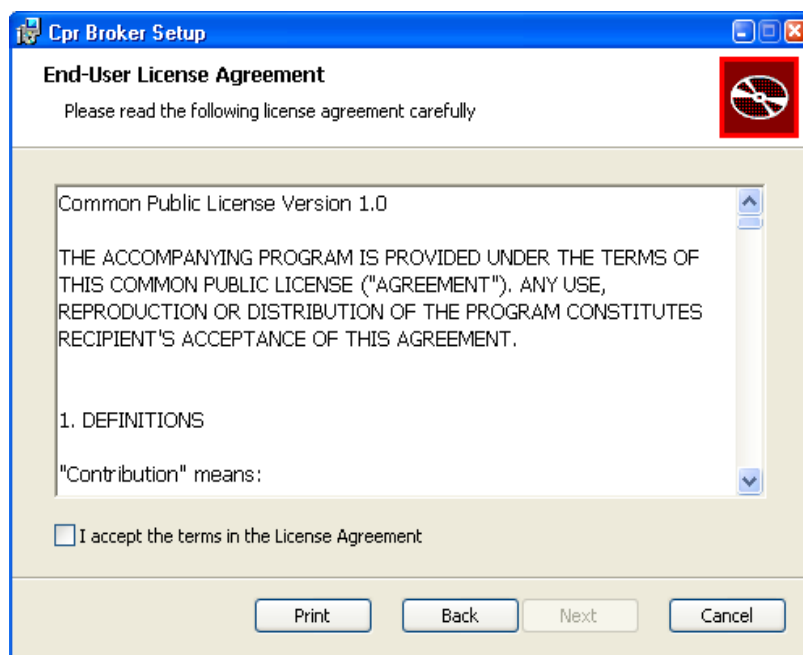 Cpr Broker Setup
End-User License Agreement
Please read the following license agreement carefully
Common Public License Version 1.0
THE ACCOMPANYING PROGRAM IS PROVIDED UNDER THE TERMS OF
THIS COMMON PUBLIC LICENSE ("AGREEMENT"). ANY USE,
REPRODUCTION OR DISTRIBUTION OF THE PROGRAM CONSTITUTES
RECIPIENT'S ACCEPTANCE OF THIS AGREEMENT.
1. DEFINITIONS
"Contribution" means:
I accept the terms in the License Agreement
Print Back Next Cancel